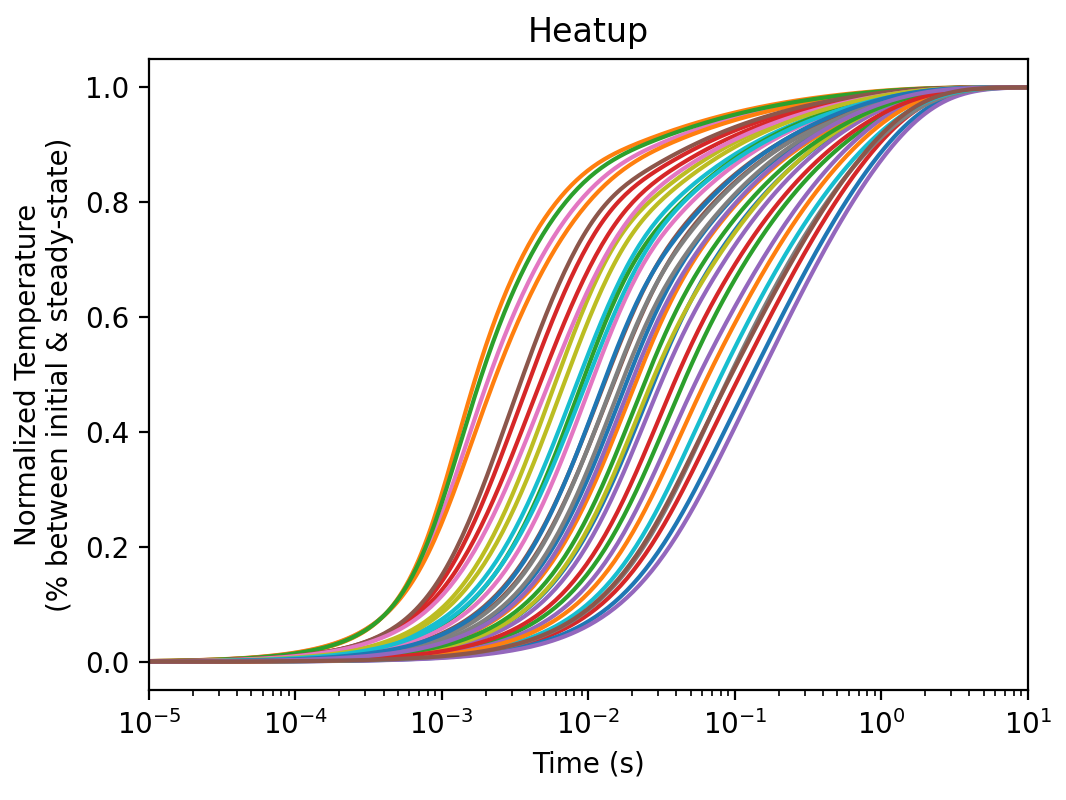 Heatup
Normalized Temperature
(% between initial & steady-state)
1.0
0.8
0.6
0.4
0.2
0.0
10⁻⁵ 10⁻⁴ 10⁻³ 10⁻² 10⁻¹ 10⁰ 10¹
Time (s)